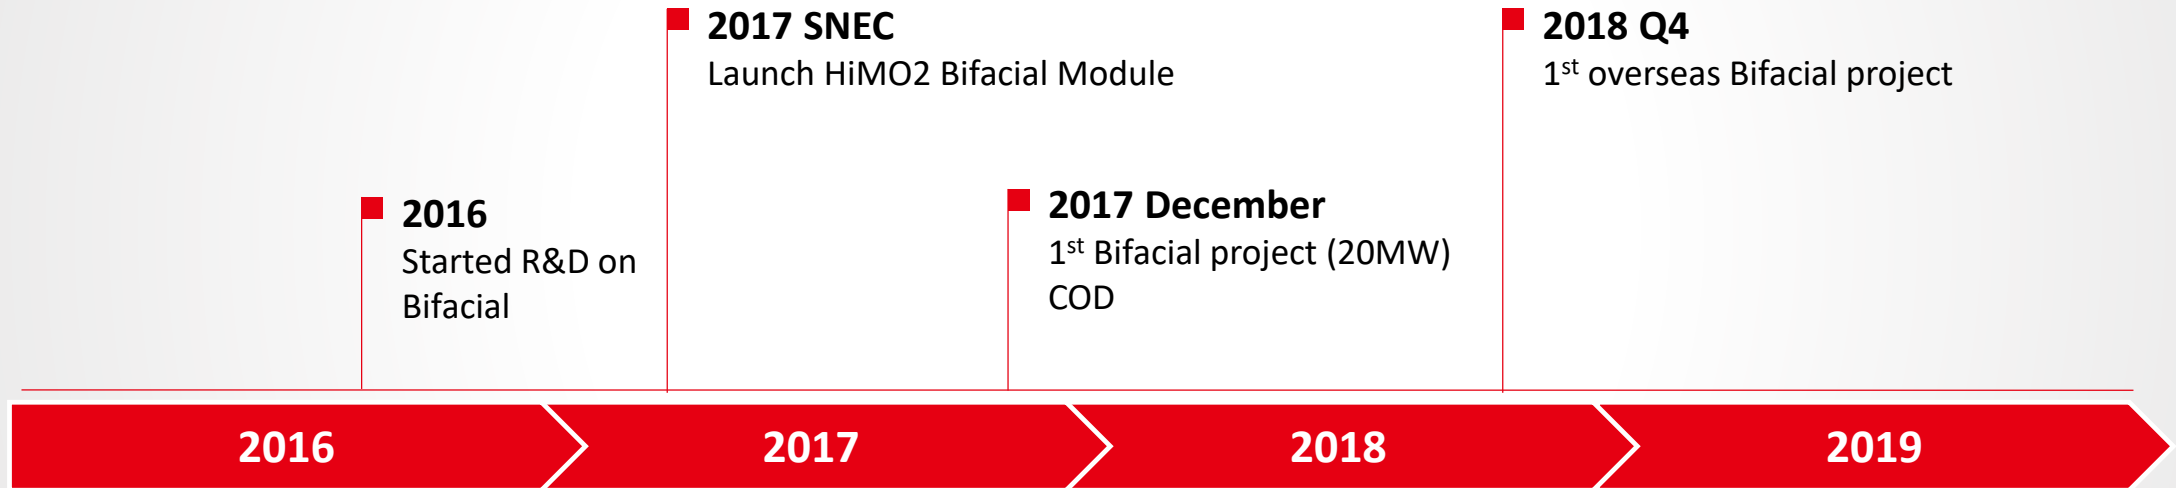 2017 SNEC
Launch HiMO2 Bifacial Module
2018 Q4
1st overseas Bifacial project
2016
Started R&D on
Bifacial
2017 December
1st Bifacial project (20MW)
COD
2016
2017
2018
2019